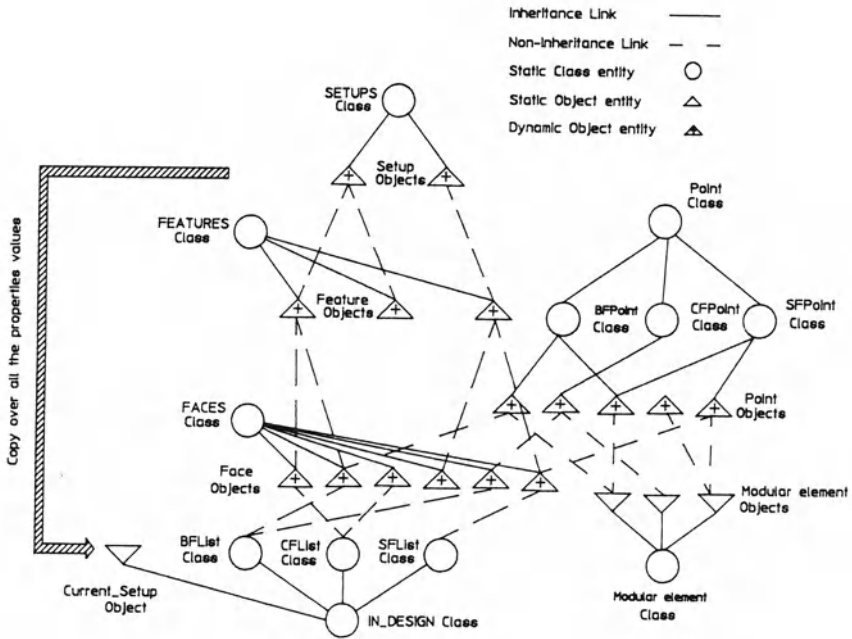 Inheritance Link
Non-Inheritance Link
Static Class entity
Static Object entity
Dynamic Object entity
SETUPS
Class
Setup
Objects
Point
Class
FEATURES
Class
Feature
Objects
BFPoint
Class
CFPoint
Class
SFPoint
Class
Copy over all the properties values
FACES
Class
Point
Objects
Face
Objects
Modular element
Objects
BFList
Class
CFList
Class
SFList
Class
Current_Setup
Object
IN_DESIGN Class
Modular element
Class